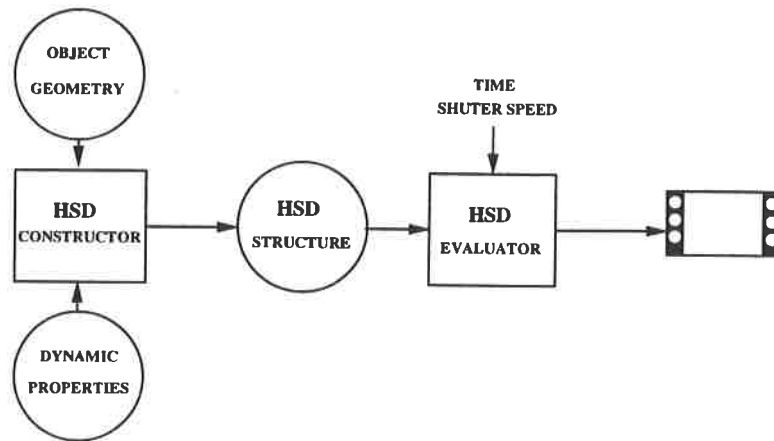 OBJECT
GEOMETRY
TIME
SHUTER SPEED
HSD
CONSTRUCTOR
HSD
STRUCTURE
HSD
EVALUATOR
DYNAMIC
PROPERTIES